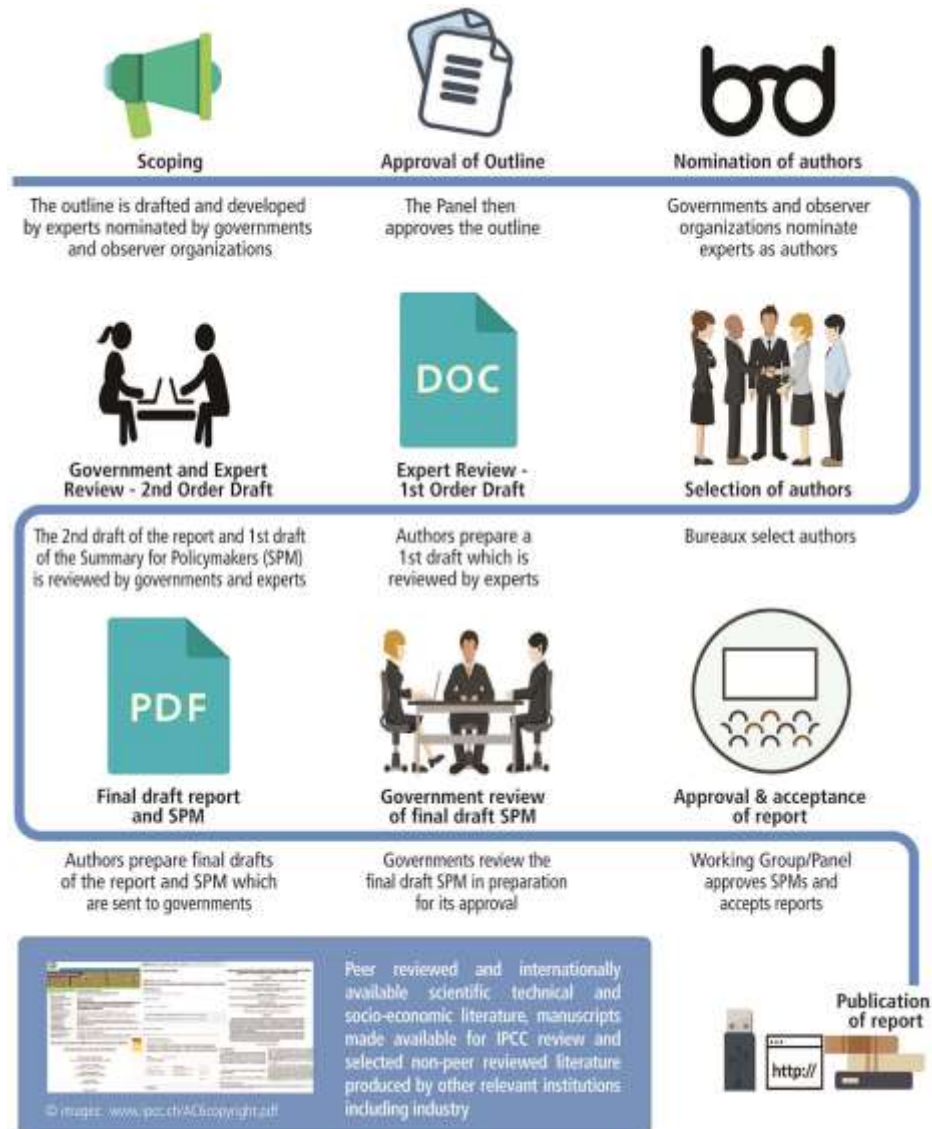 Scoping
The outline is drafted and developed
by experts nominated by governments
and observer organizations
Approval of Outline
The Panel then
approves the outline
Nomination of authors
Governments and observer
organizations nominate
experts as authors
DOC
Selection of authors
Bureaux select authors
Expert Review -
1st Order Draft
Authors prepare a
1st draft which is
reviewed by experts
Government and Expert
Review - 2nd Order Draft
The 2nd draft of the report and 1st draft
of the Summary for Policymakers (SPM)
is reviewed by governments and experts
PDF
Final draft report
and SPM
Authors prepare final drafts
of the report and SPM which
are sent to governments
Government review
of final draft SPM
Governments review the
final draft SPM in preparation
for its approval
Approval & acceptance
of report
Working Group/Panel
approves SPMs and
accepts reports
Peer reviewed and internationally
available scientific technical and
socio-economic literature, manuscripts
made available for IPCC review and
selected non-peer reviewed literature
produced by other relevant institutions
including industry
© images: www.ipcc.ch/AC6copyright.pdf
Publication
of report
http://